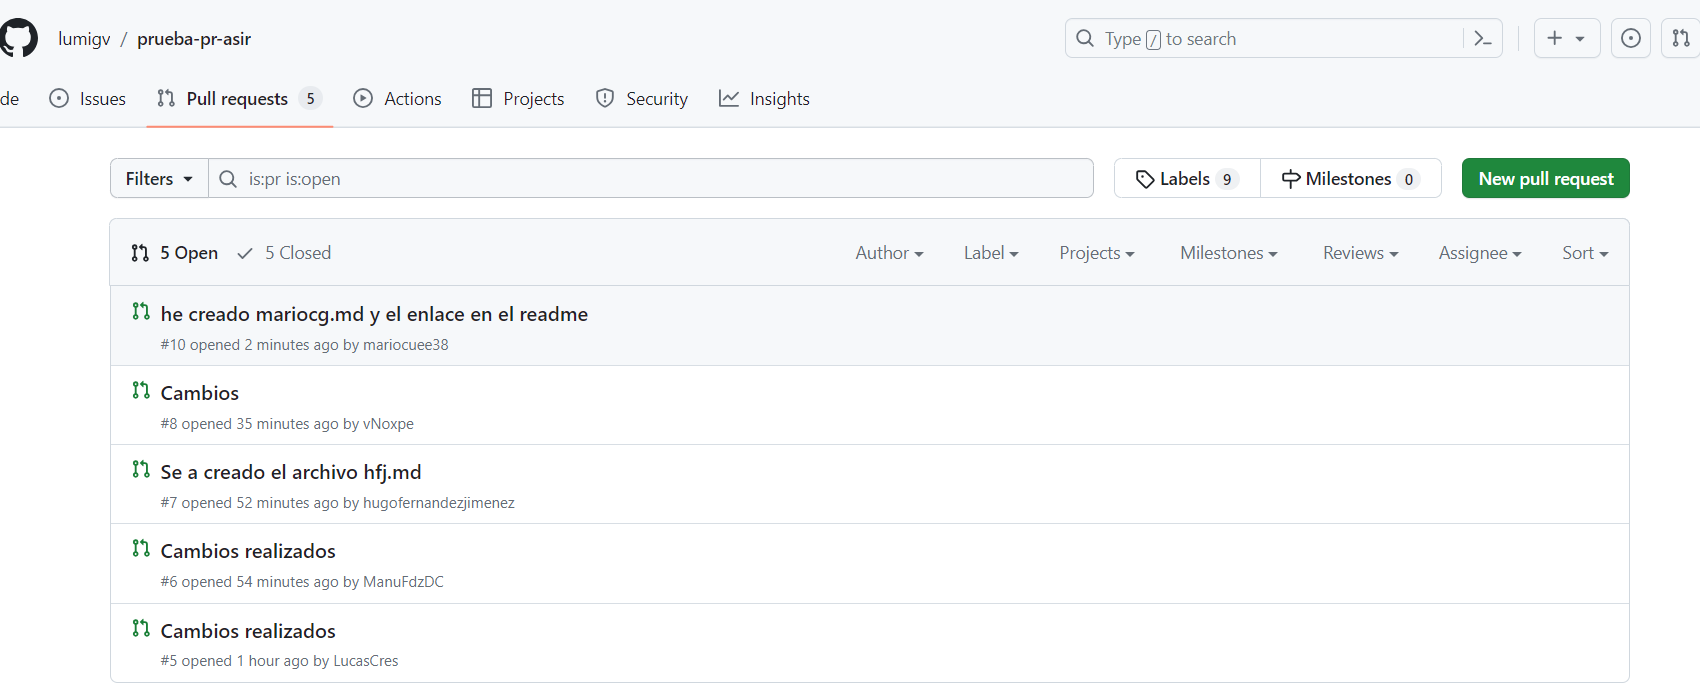 lumigv / prueba-pr-asir
Type / to search
de Issues Pull requests 5 Actions Projects Security Insights
Filters is:pr is:open Labels 9 Milestones 0 New pull request
5 Open 5 Closed Author Label Projects Milestones Reviews Assignee Sort
he creado mariocg.md y el enlace en el readme
#10 opened 2 minutes ago by mariocuee38
Cambios
#8 opened 35 minutes ago by vNoxpe
Se a creado el archivo hfj.md
#7 opened 52 minutes ago by hugofernandezjimenez
Cambios realizados
#6 opened 54 minutes ago by ManuFdzDC
Cambios realizados
#5 opened 1 hour ago by LucasCres